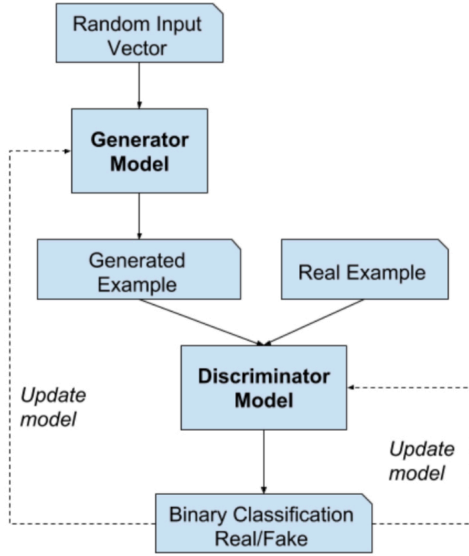 Random Input
Vector
Generator
Model
Generated
Example
Real Example
Discriminator
Model
Update
model
Update
model
Binary Classification
Real/Fake